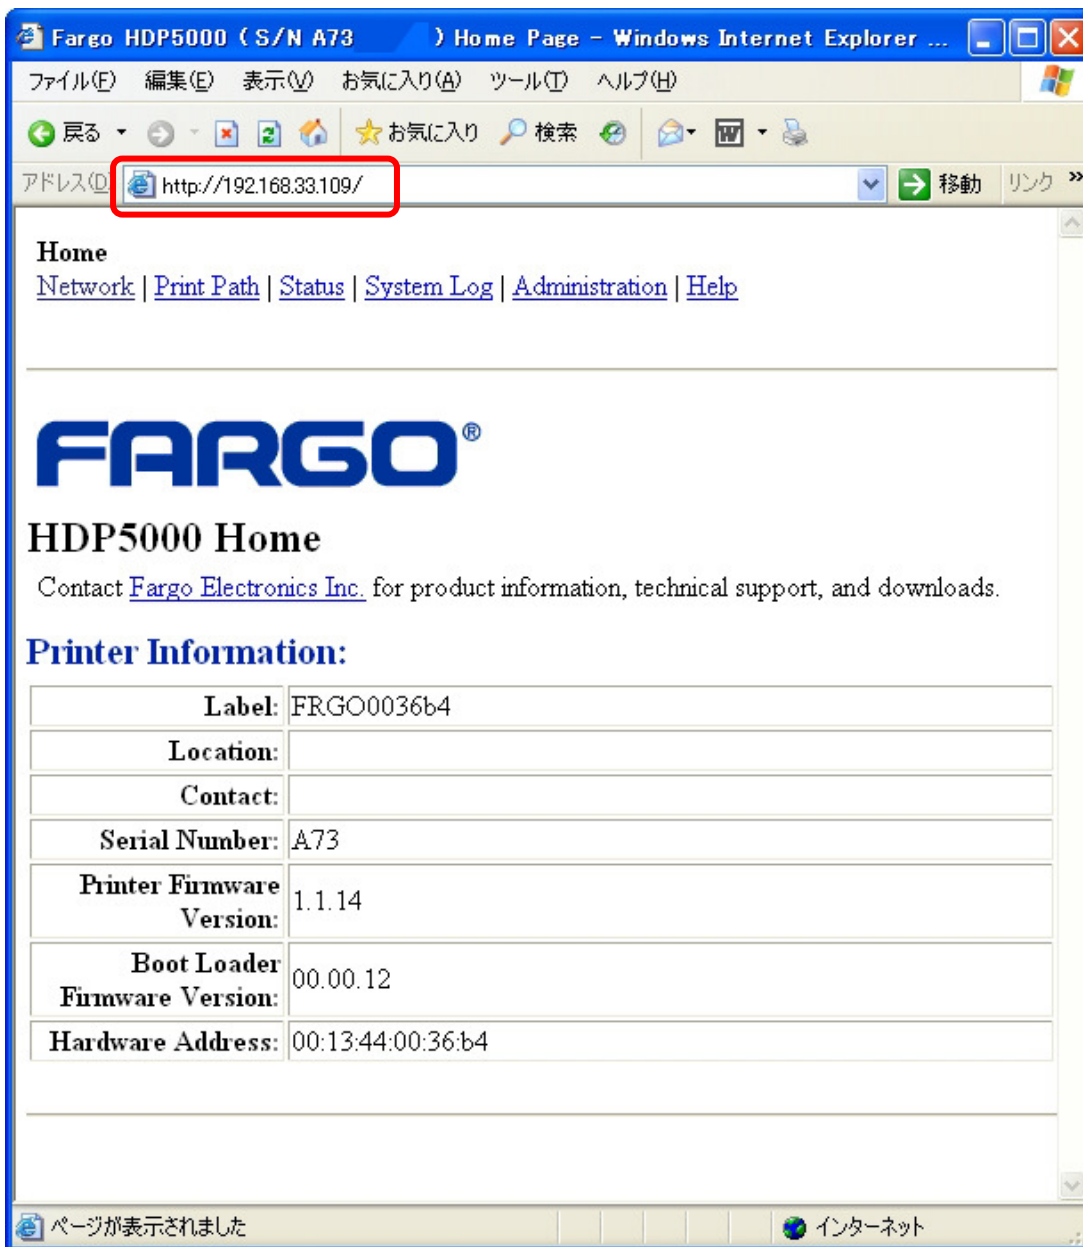 Fargo HDP5000 ( S/N A73 ) Home Page - Windows Internet Explorer ...
ファイル(F) 編集(E) 表示(V) お気に入り(A) ツール(T) ヘルプ(H)
戻る お気に入り 検索
アドレス(D) http://192.168.33.109/ 移動 リンク »
Home
Network | Print Path | Status | System Log | Administration | Help
FARGO®
HDP5000 Home
Contact Fargo Electronics Inc. for product information, technical support, and downloads.
Printer Information:
Label: FRGO0036b4
Location:
Contact:
Serial Number: A73
Printer Firmware Version: 1.1.14
Boot Loader Firmware Version: 00.00.12
Hardware Address: 00:13:44:00:36:b4
ページが表示されました インターネット